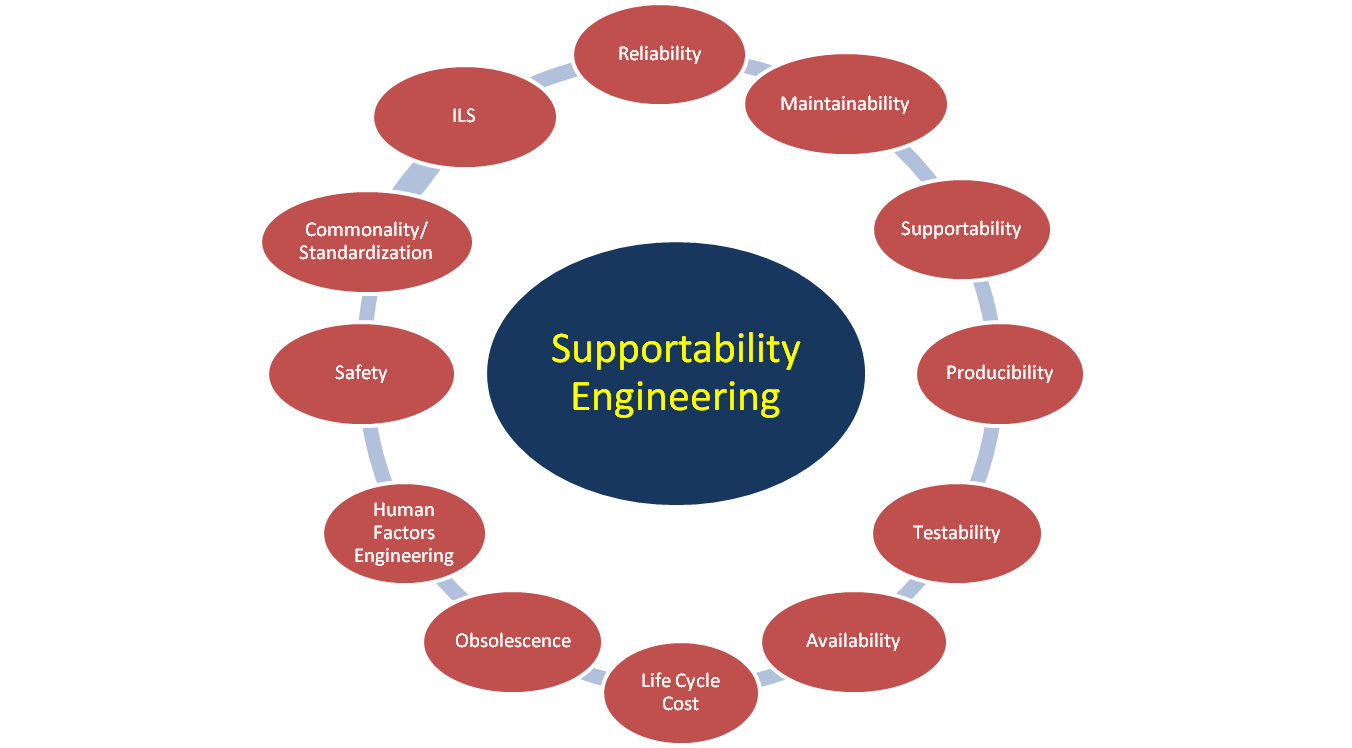 Reliability
Maintainability
Supportability
Producibility
Testability
Availability
Life Cycle
Cost
Obsolescence
Human
Factors
Engineering
Safety
Commonality/
Standardization
ILS
Supportability
Engineering